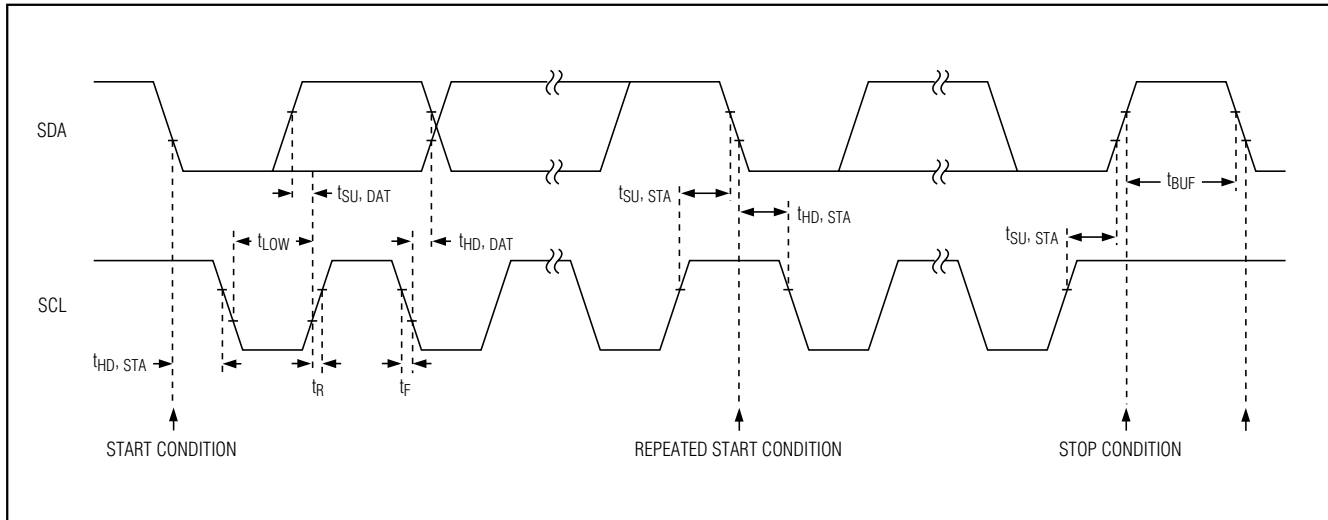 SDA
tSU, DAT
tSU, STA
tBUF
tLOW
tHD, DAT
tHD, STA
tSU, STA
SCL
tHD, STA
tR
tF
START CONDITION
REPEATED START CONDITION
STOP CONDITION